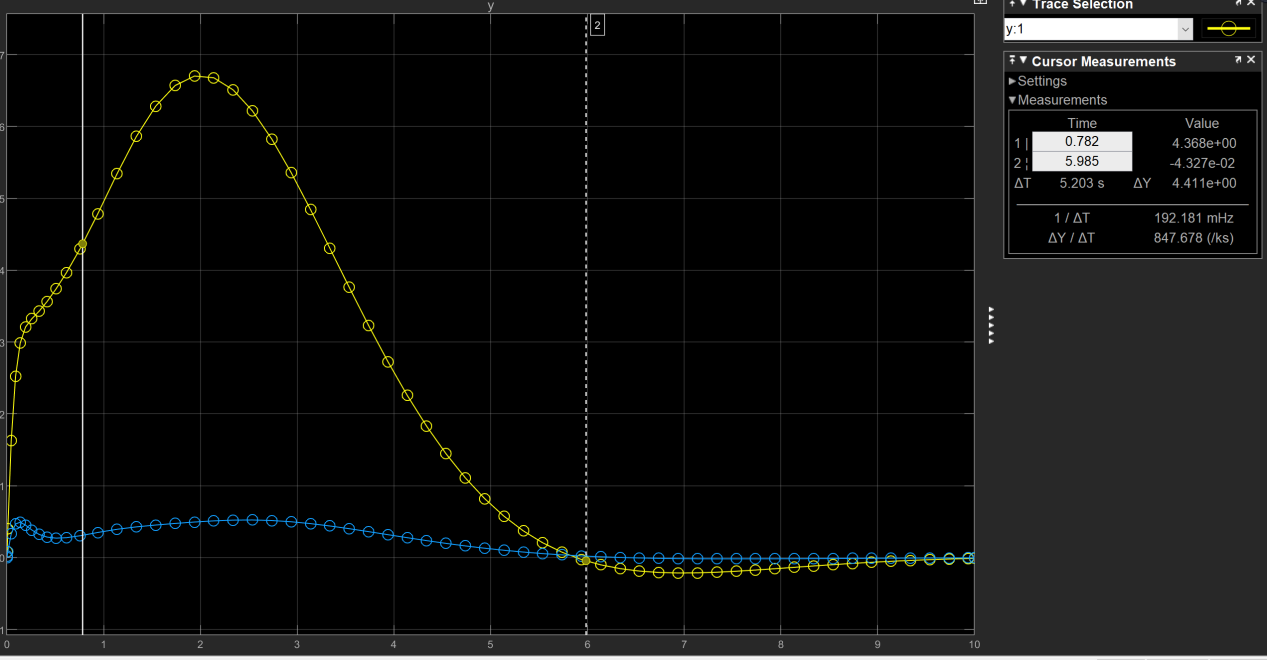 y
2
7
6
5
4
3
2
1
0
1
0 1 2 3 4 5 6 7 8 9 10
Trace Selection
y:1
Cursor Measurements
Settings
Measurements
Time Value
1 | 0.782 4.368e+00
2 ¦ 5.985 -4.327e-02
ΔT 5.203 s ΔY 4.411e+00
1 / ΔT 192.181 mHz
ΔY / ΔT 847.678 (/ks)